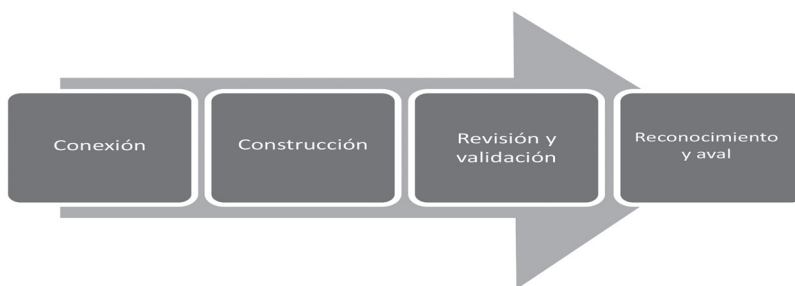 Conexión
Construcción
Revisión y
validación
Reconocimiento
y aval